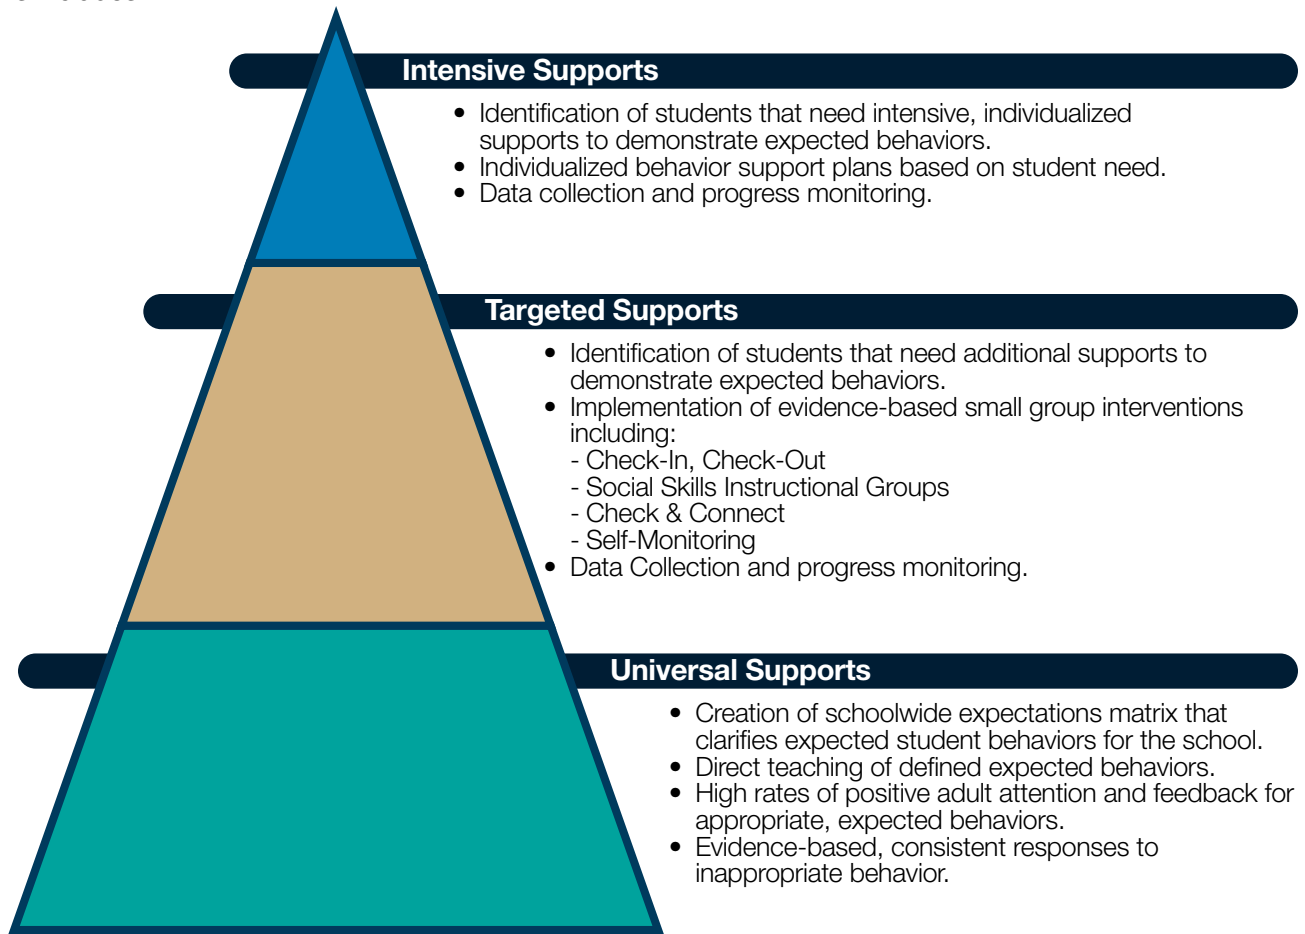 Intensive Supports
• Identification of students that need intensive, individualized
supports to demonstrate expected behaviors.
• Individualized behavior support plans based on student need.
• Data collection and progress monitoring.
Targeted Supports
• Identification of students that need additional supports to
demonstrate expected behaviors.
• Implementation of evidence-based small group interventions
including:
- Check-In, Check-Out
- Social Skills Instructional Groups
- Check & Connect
- Self-Monitoring
• Data Collection and progress monitoring.
Universal Supports
• Creation of schoolwide expectations matrix that
clarifies expected student behaviors for the school.
• Direct teaching of defined expected behaviors.
• High rates of positive adult attention and feedback for
appropriate, expected behaviors.
• Evidence-based, consistent responses to
inappropriate behavior.